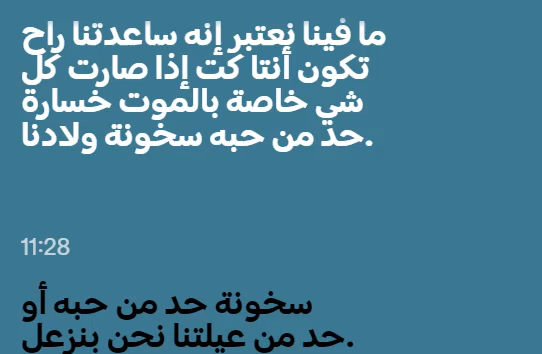 ما فينا نعتبر إنه ساعدتنا راح
تكون أنتا كت إذا صارت كل
شي خاصة بالموت خسارة
حد من حبه سخونة ولادنا.
11:28
سخونة حد من حبه أو
حد من عيلتنا نحن بنزعل.